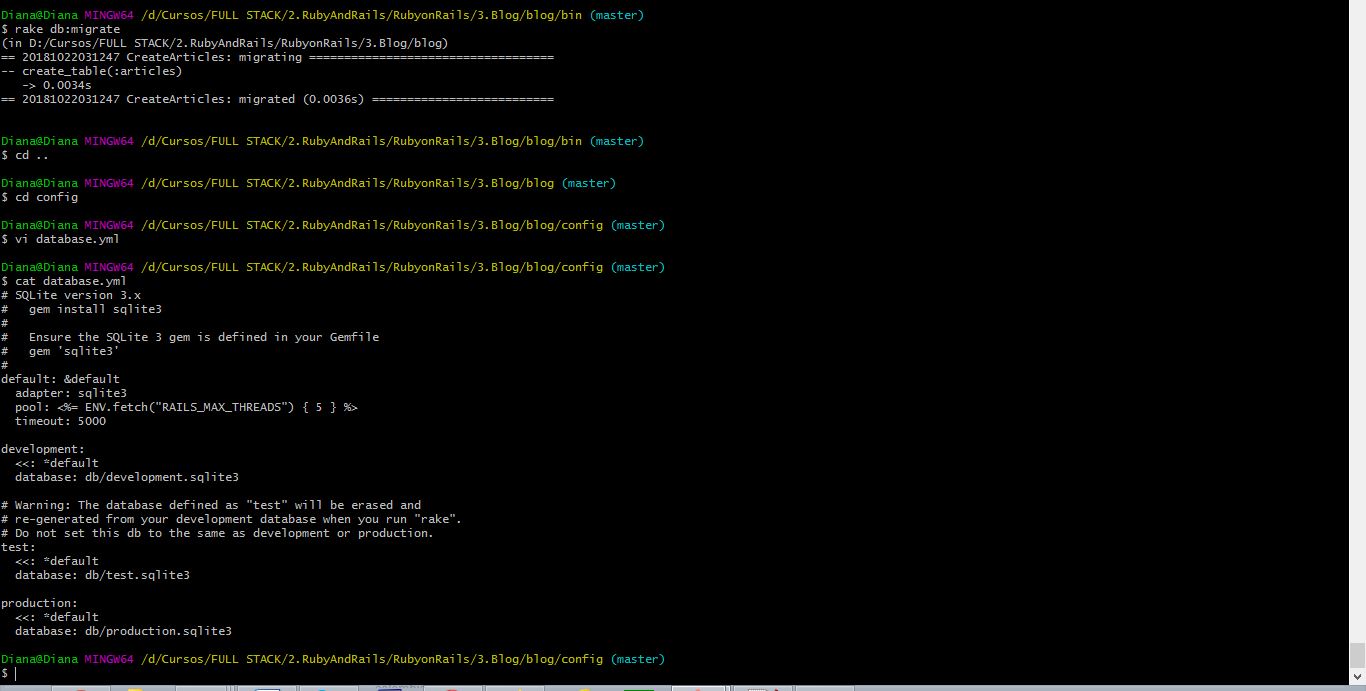 Diana@Diana MINGW64 /d/Cursos/FULL STACK/2.RubyAndRails/RubyonRails/3.Blog/blog/bin (master)
$ rake db:migrate
(in D:/Cursos/FULL STACK/2.RubyAndRails/RubyonRails/3.Blog/blog)
== 20181022031247 CreateArticles: migrating ===================================
-- create_table(:articles)
   -> 0.0034s
== 20181022031247 CreateArticles: migrated (0.0036s) ==========================
Diana@Diana MINGW64 /d/Cursos/FULL STACK/2.RubyAndRails/RubyonRails/3.Blog/blog/bin (master)
$ cd ..
Diana@Diana MINGW64 /d/Cursos/FULL STACK/2.RubyAndRails/RubyonRails/3.Blog/blog (master)
$ cd config
Diana@Diana MINGW64 /d/Cursos/FULL STACK/2.RubyAndRails/RubyonRails/3.Blog/blog/config (master)
$ vi database.yml
Diana@Diana MINGW64 /d/Cursos/FULL STACK/2.RubyAndRails/RubyonRails/3.Blog/blog/config (master)
$ cat database.yml
# SQLite version 3.x
#   gem install sqlite3
#
#   Ensure the SQLite 3 gem is defined in your Gemfile
#   gem 'sqlite3'
#
default: &default
  adapter: sqlite3
  pool: <%= ENV.fetch("RAILS_MAX_THREADS") { 5 } %>
  timeout: 5000
development:
  <<: *default
  database: db/development.sqlite3
# Warning: The database defined as "test" will be erased and
# re-generated from your development database when you run "rake".
# Do not set this db to the same as development or production.
test:
  <<: *default
  database: db/test.sqlite3
production:
  <<: *default
  database: db/production.sqlite3
Diana@Diana MINGW64 /d/Cursos/FULL STACK/2.RubyAndRails/RubyonRails/3.Blog/blog/config (master)
$